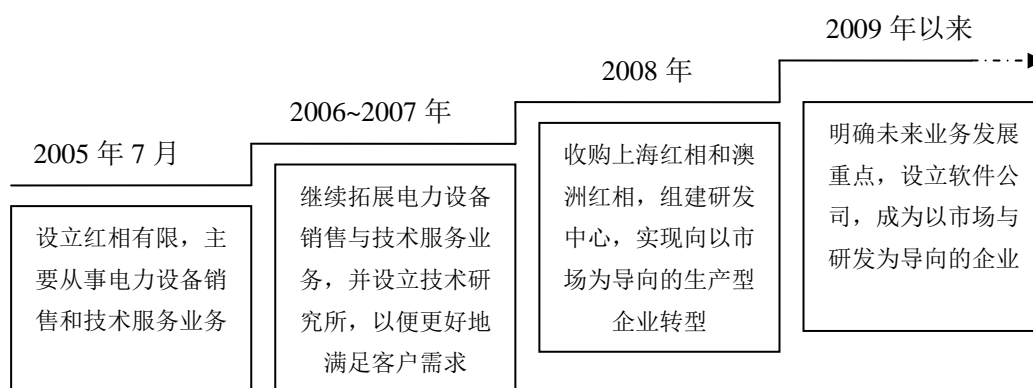 2005 年 7 月
设立红相有限，主
要从事电力设备销
售和技术服务业务
2006~2007 年
继续拓展电力设备
销售与技术服务业
务，并设立技术研
究所，以便更好地
满足客户需求
2008 年
收购上海红相和澳
洲红相，组建研发
中心，实现向以市
场为导向的生产型
企业转型
2009 年以来
明确未来业务发展
重点，设立软件公
司，成为以市场与
研发为导向的企业